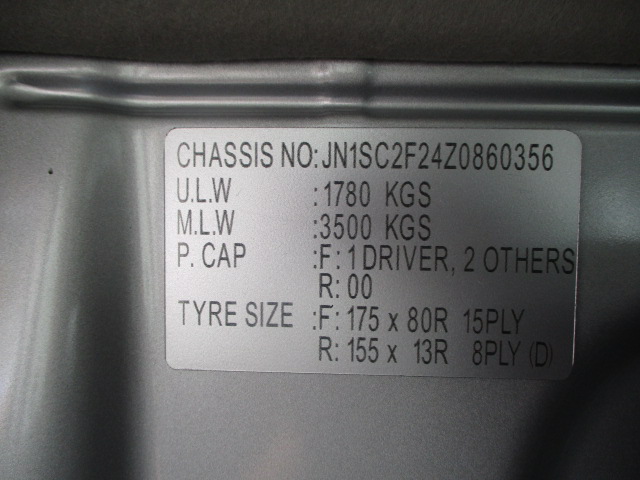 CHASSIS NO: JN1SC2F24Z0860356
U.L.W : 1780 KGS
M.L.W : 3500 KGS
P. CAP : F: 1 DRIVER, 2 OTHERS
R: 00
TYRE SIZE : F: 175 x 80R 15PLY
R: 155 x 13R 8PLY (D)